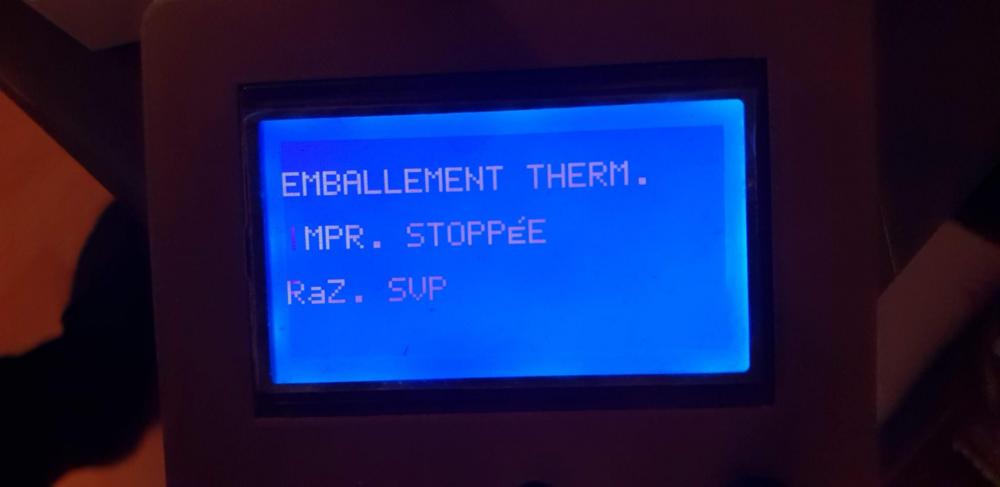 EMBALLEMENT THERM.
IMPR. STOPPéE
RaZ. SVP